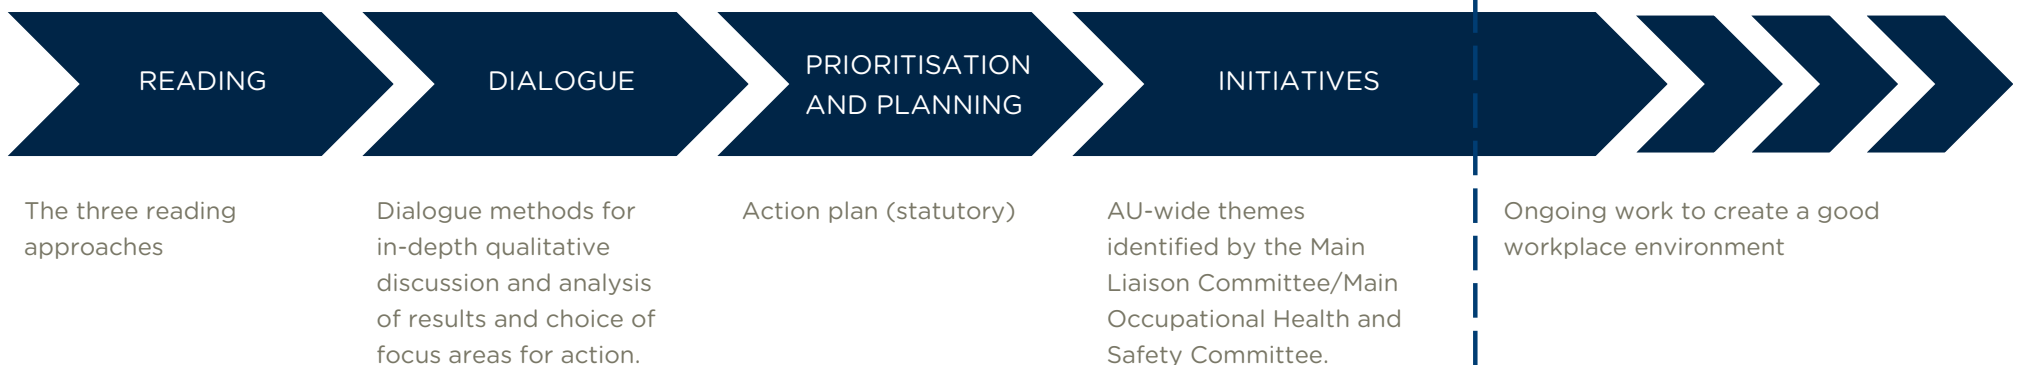 READING
DIALOGUE
PRIORITISATION
AND PLANNING
INITIATIVES
The three reading
approaches
Dialogue methods for
in-depth qualitative
discussion and analysis
of results and choice of
focus areas for action.
Action plan (statutory)
AU-wide themes
identified by the Main
Liaison Committee/Main
Occupational Health and
Safety Committee.
Ongoing work to create a good
workplace environment